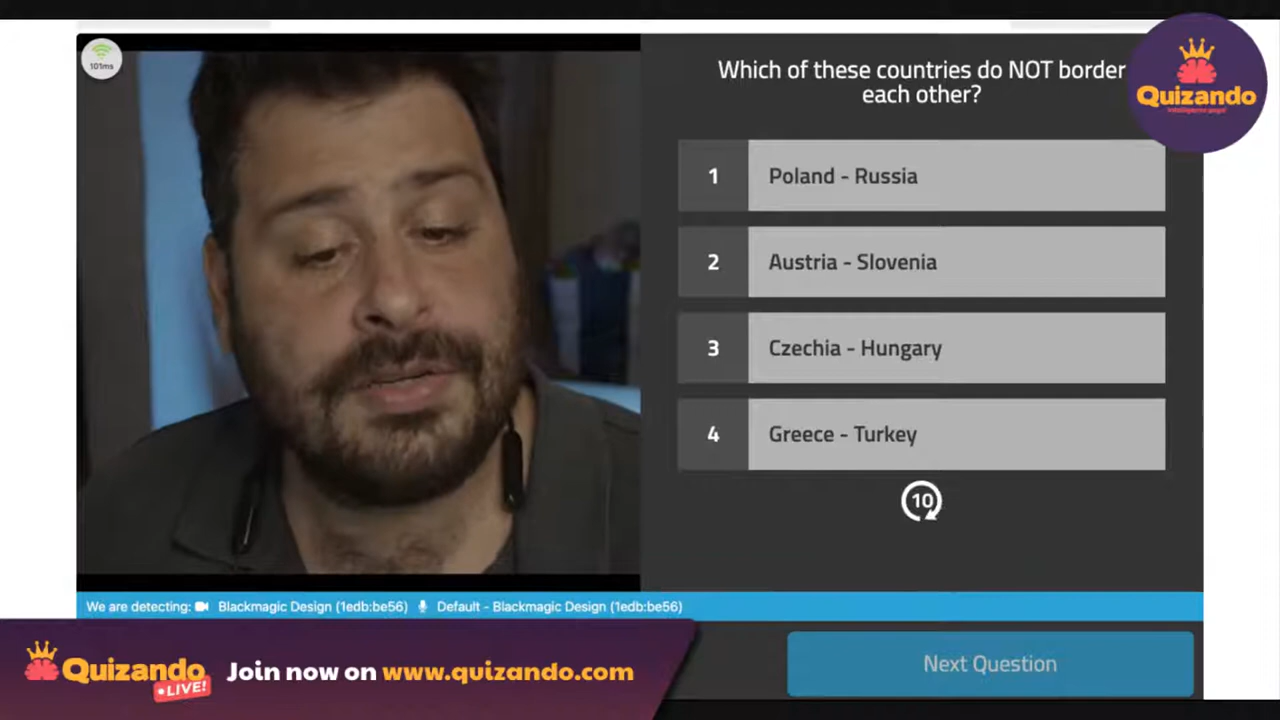 101ms
Which of these countries do NOT border
each other?
Quizando
1 Poland - Russia
2 Austria - Slovenia
3 Czechia - Hungary
4 Greece - Turkey
10
We are detecting: Blackmagic Design (1edb:be56) Default - Blackmagic Design (1edb:be56)
Quizando
LIVE!
Join now on www.quizando.com
Next Question